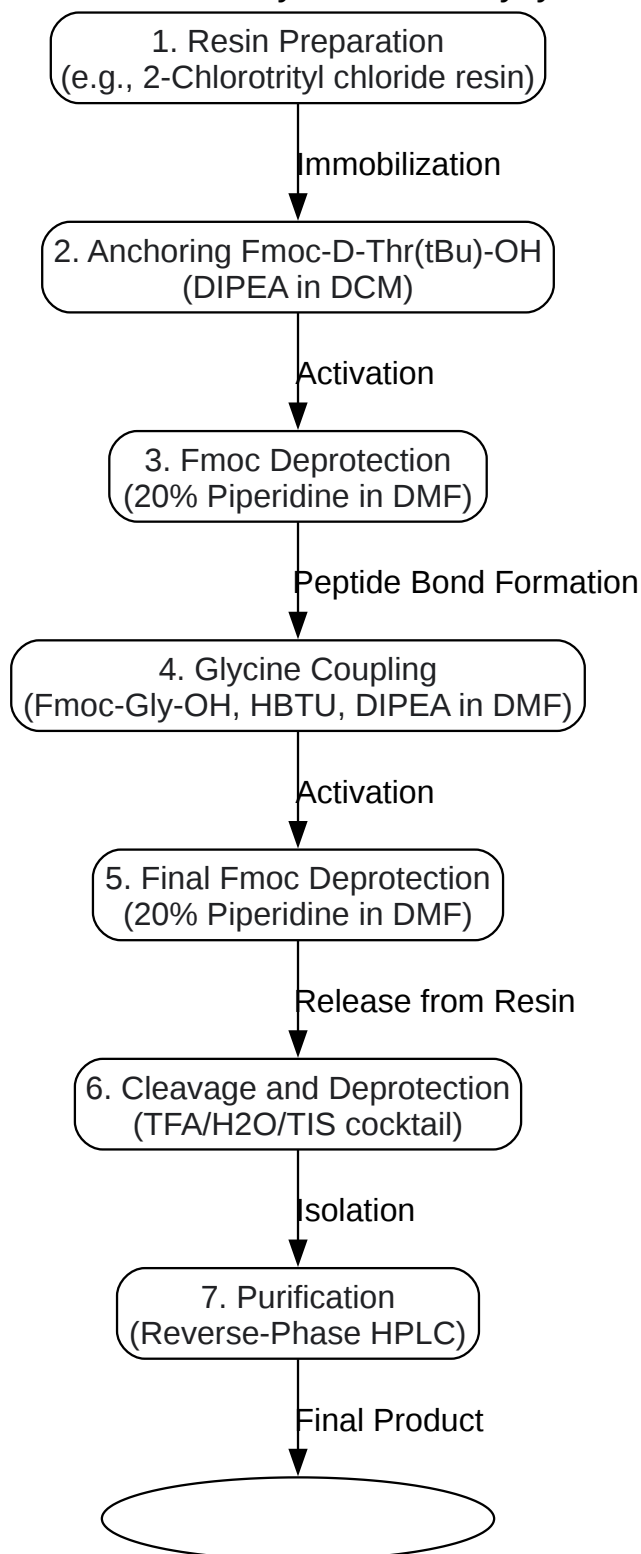 1. Resin Preparation
(e.g., 2-Chlorotrityl chloride resin)
Immobilization
2. Anchoring Fmoc-D-Thr(tBu)-OH
(DIPEA in DCM)
Activation
3. Fmoc Deprotection
(20% Piperidine in DMF)
Peptide Bond Formation
4. Glycine Coupling
(Fmoc-Gly-OH, HBTU, DIPEA in DMF)
Activation
5. Final Fmoc Deprotection
(20% Piperidine in DMF)
Release from Resin
6. Cleavage and Deprotection
(TFA/H2O/TIS cocktail)
Isolation
7. Purification
(Reverse-Phase HPLC)
Final Product